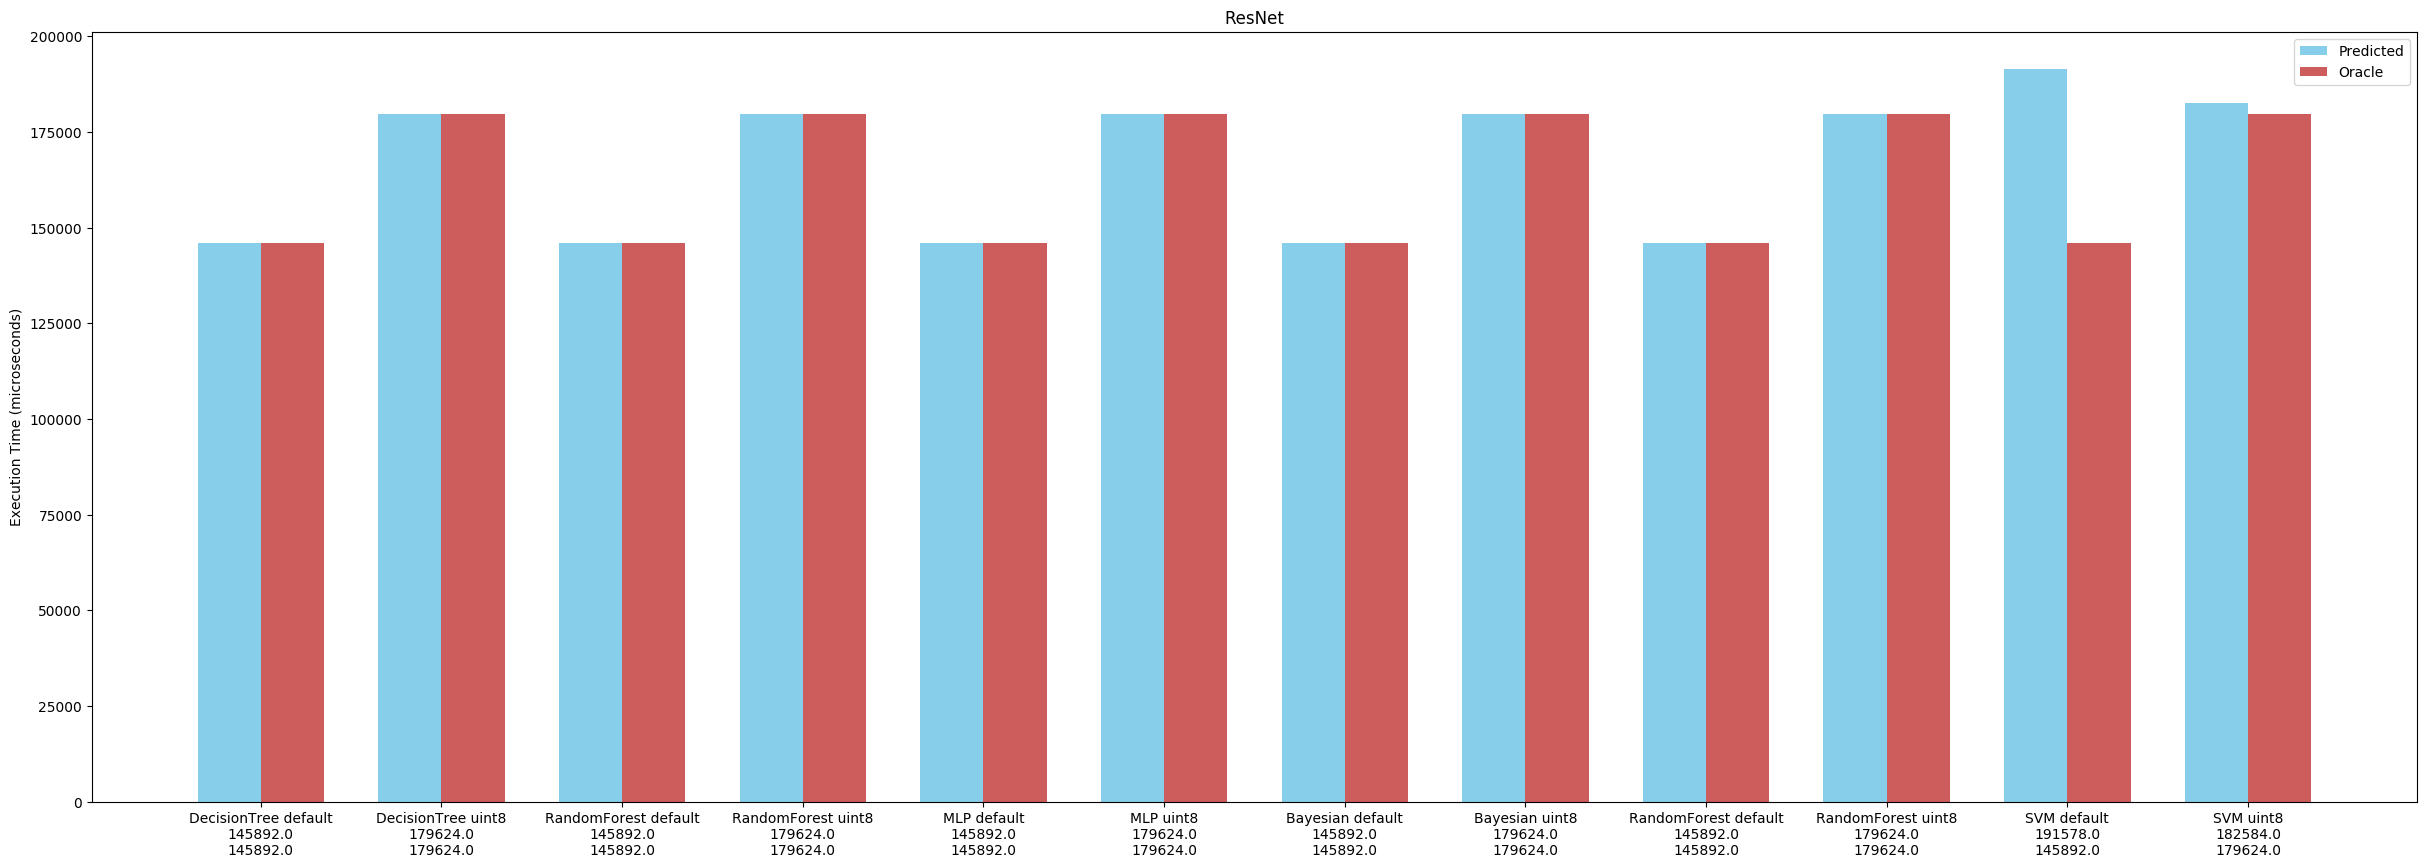 ResNet
Predicted
Oracle
Execution Time (microseconds)
200000
175000
150000
125000
100000
75000
50000
25000
0
DecisionTree default
145892.0
145892.0
DecisionTree uint8
179624.0
179624.0
RandomForest default
145892.0
145892.0
RandomForest uint8
179624.0
179624.0
MLP default
145892.0
145892.0
MLP uint8
179624.0
179624.0
Bayesian default
145892.0
145892.0
Bayesian uint8
179624.0
179624.0
RandomForest default
145892.0
145892.0
RandomForest uint8
179624.0
179624.0
SVM default
191578.0
145892.0
SVM uint8
182584.0
179624.0